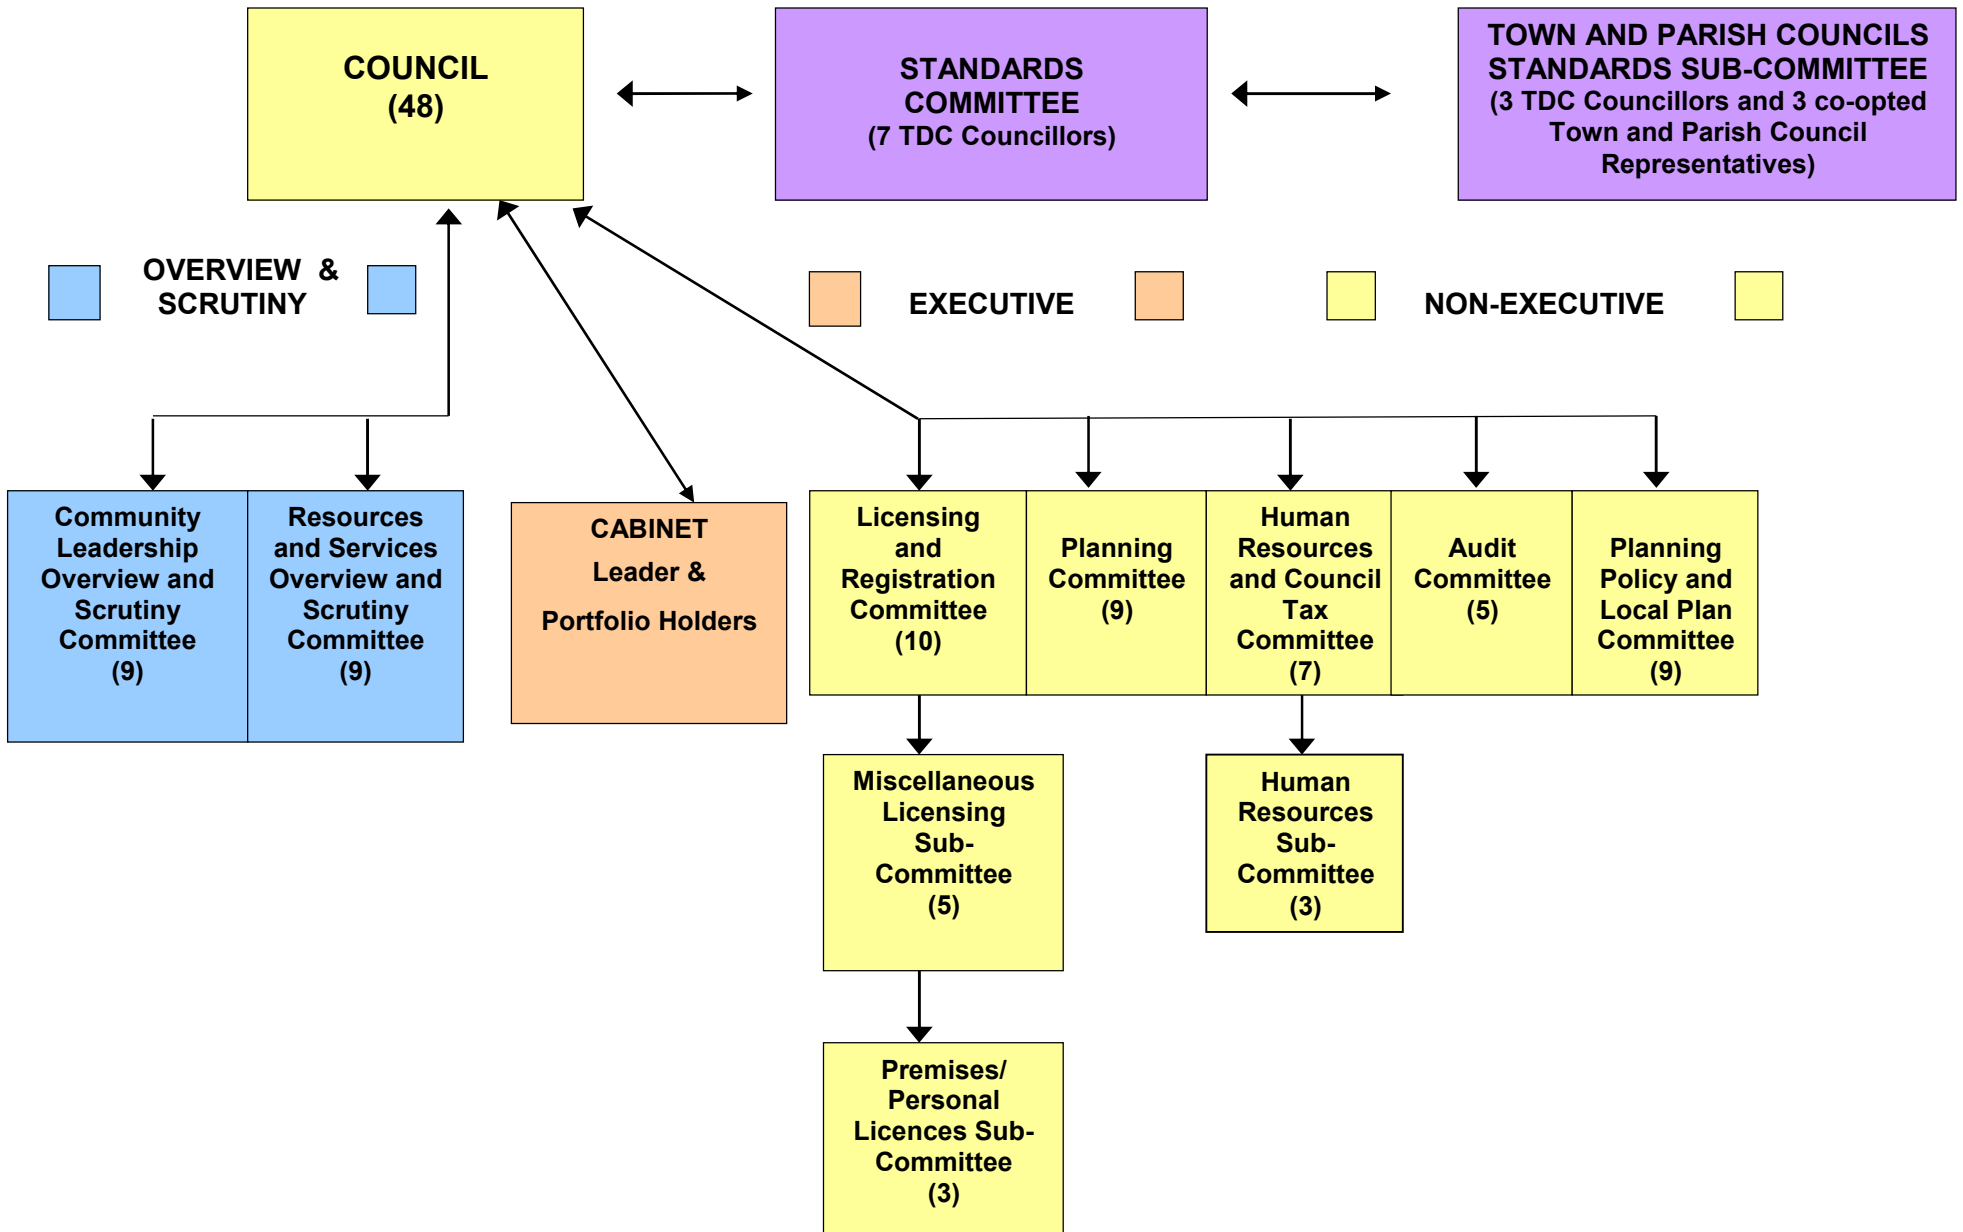 COUNCIL
(48)
STANDARDS
COMMITTEE
(7 TDC Councillors)
TOWN AND PARISH COUNCILS
STANDARDS SUB-COMMITTEE
(3 TDC Councillors and 3 co-opted
Town and Parish Council
Representatives)
OVERVIEW &
SCRUTINY
EXECUTIVE
NON-EXECUTIVE
Community
Leadership
Overview and
Scrutiny
Committee
(9)
Resources
and Services
Overview and
Scrutiny
Committee
(9)
CABINET
Leader &
Portfolio Holders
Licensing
and
Registration
Committee
(10)
Planning
Committee
(9)
Human
Resources
and Council
Tax
Committee
(7)
Audit
Committee
(5)
Planning
Policy and
Local Plan
Committee
(9)
Miscellaneous
Licensing
Sub-
Committee
(5)
Human
Resources
Sub-
Committee
(3)
Premises/
Personal
Licences Sub-
Committee
(3)